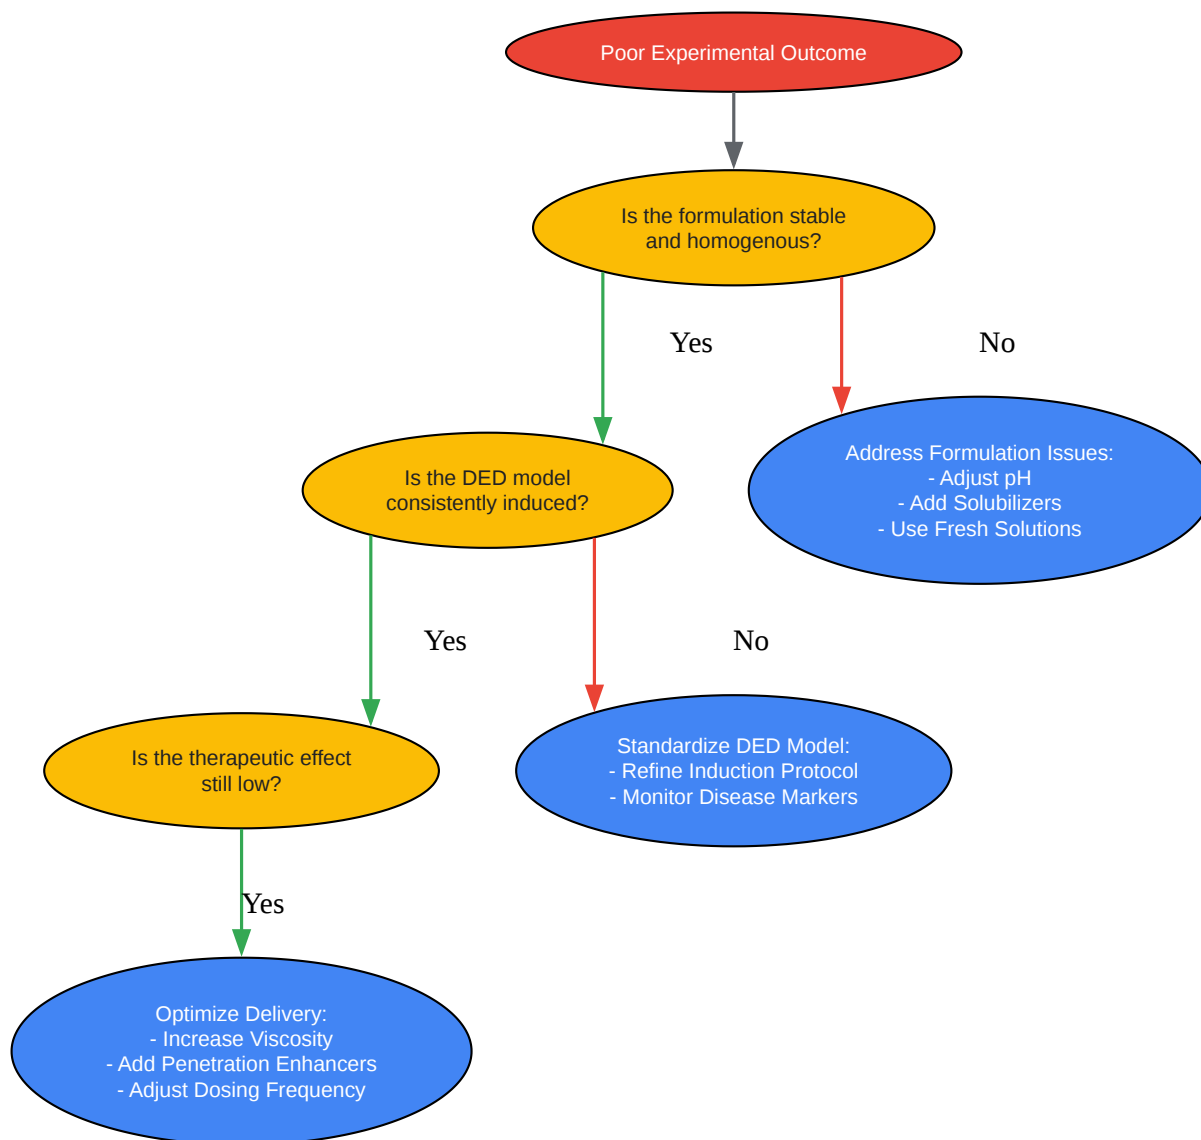 Poor Experimental Outcome
Is the formulation stable
and homogenous?
Yes
No
Address Formulation Issues:
- Adjust pH
- Add Solubilizers
- Use Fresh Solutions
Is the DED model
consistently induced?
Yes
No
Standardize DED Model:
- Refine Induction Protocol
- Monitor Disease Markers
Is the therapeutic effect
still low?
Yes
Optimize Delivery:
- Increase Viscosity
- Add Penetration Enhancers
- Adjust Dosing Frequency